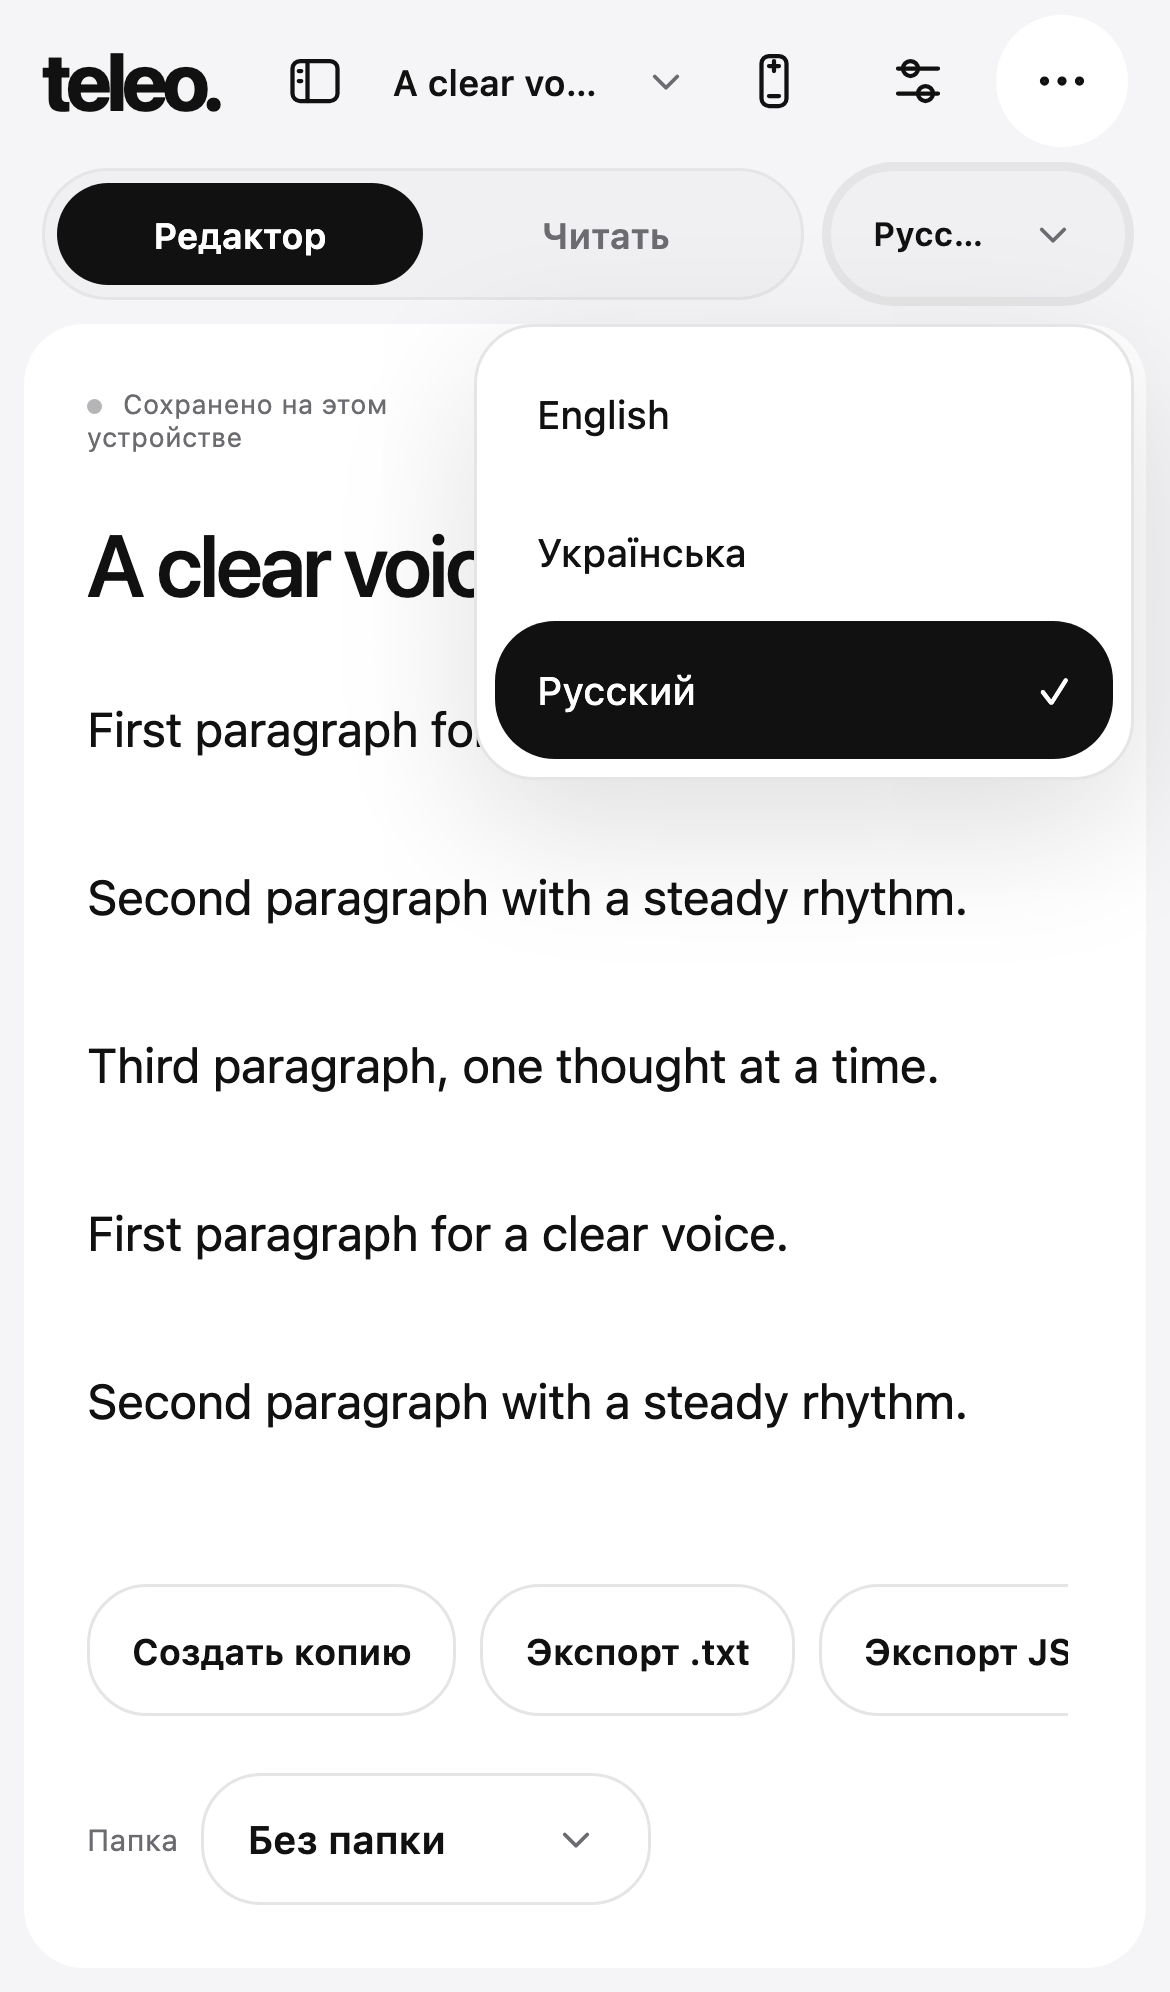 teleo.
A clear vo...
Редактор
Читать
Русс...
Сохранено на этом
устройстве
English
Українська
Русский
A clear voic
First paragraph for
Second paragraph with a steady rhythm.
Third paragraph, one thought at a time.
First paragraph for a clear voice.
Second paragraph with a steady rhythm.
Создать копию
Экспорт .txt
Экспорт JS
Папка
Без папки